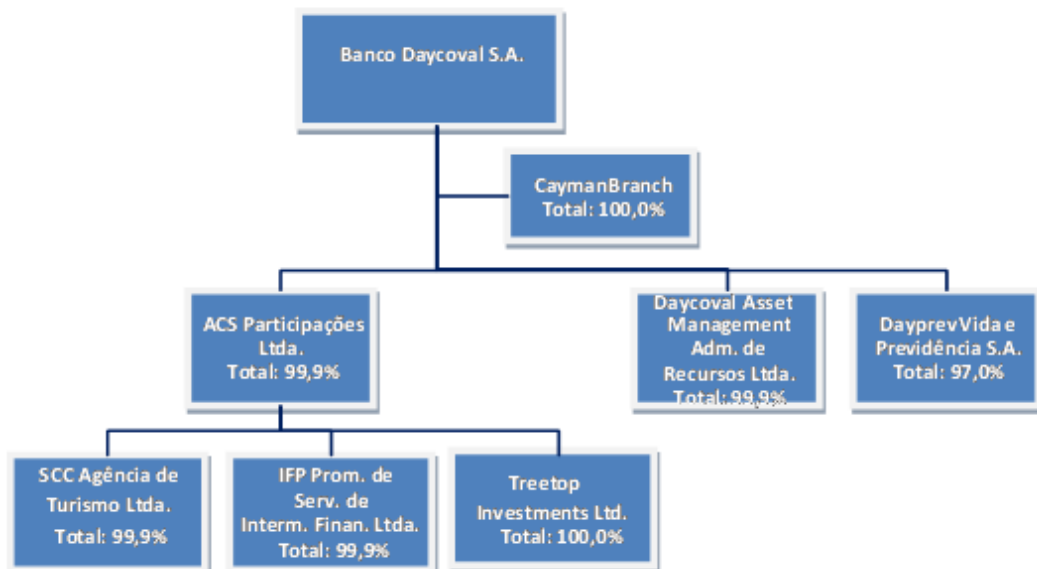 Banco Daycoval S.A.
CaymanBranch
Total: 100,0%
ACS Participações
Ltda.
Total: 99,9%
Daycoval Asset
Management
Adm. de
Recursos Ltda.
Total: 99,9%
Dayprev Vida e
Previdência S.A.
Total: 97,0%
SCC Agência de
Turismo Ltda.
Total: 99,9%
IFP Prom. de
Serv. de
Interm. Finan. Ltda.
Total: 99,9%
Treetop
Investments Ltd.
Total: 100,0%